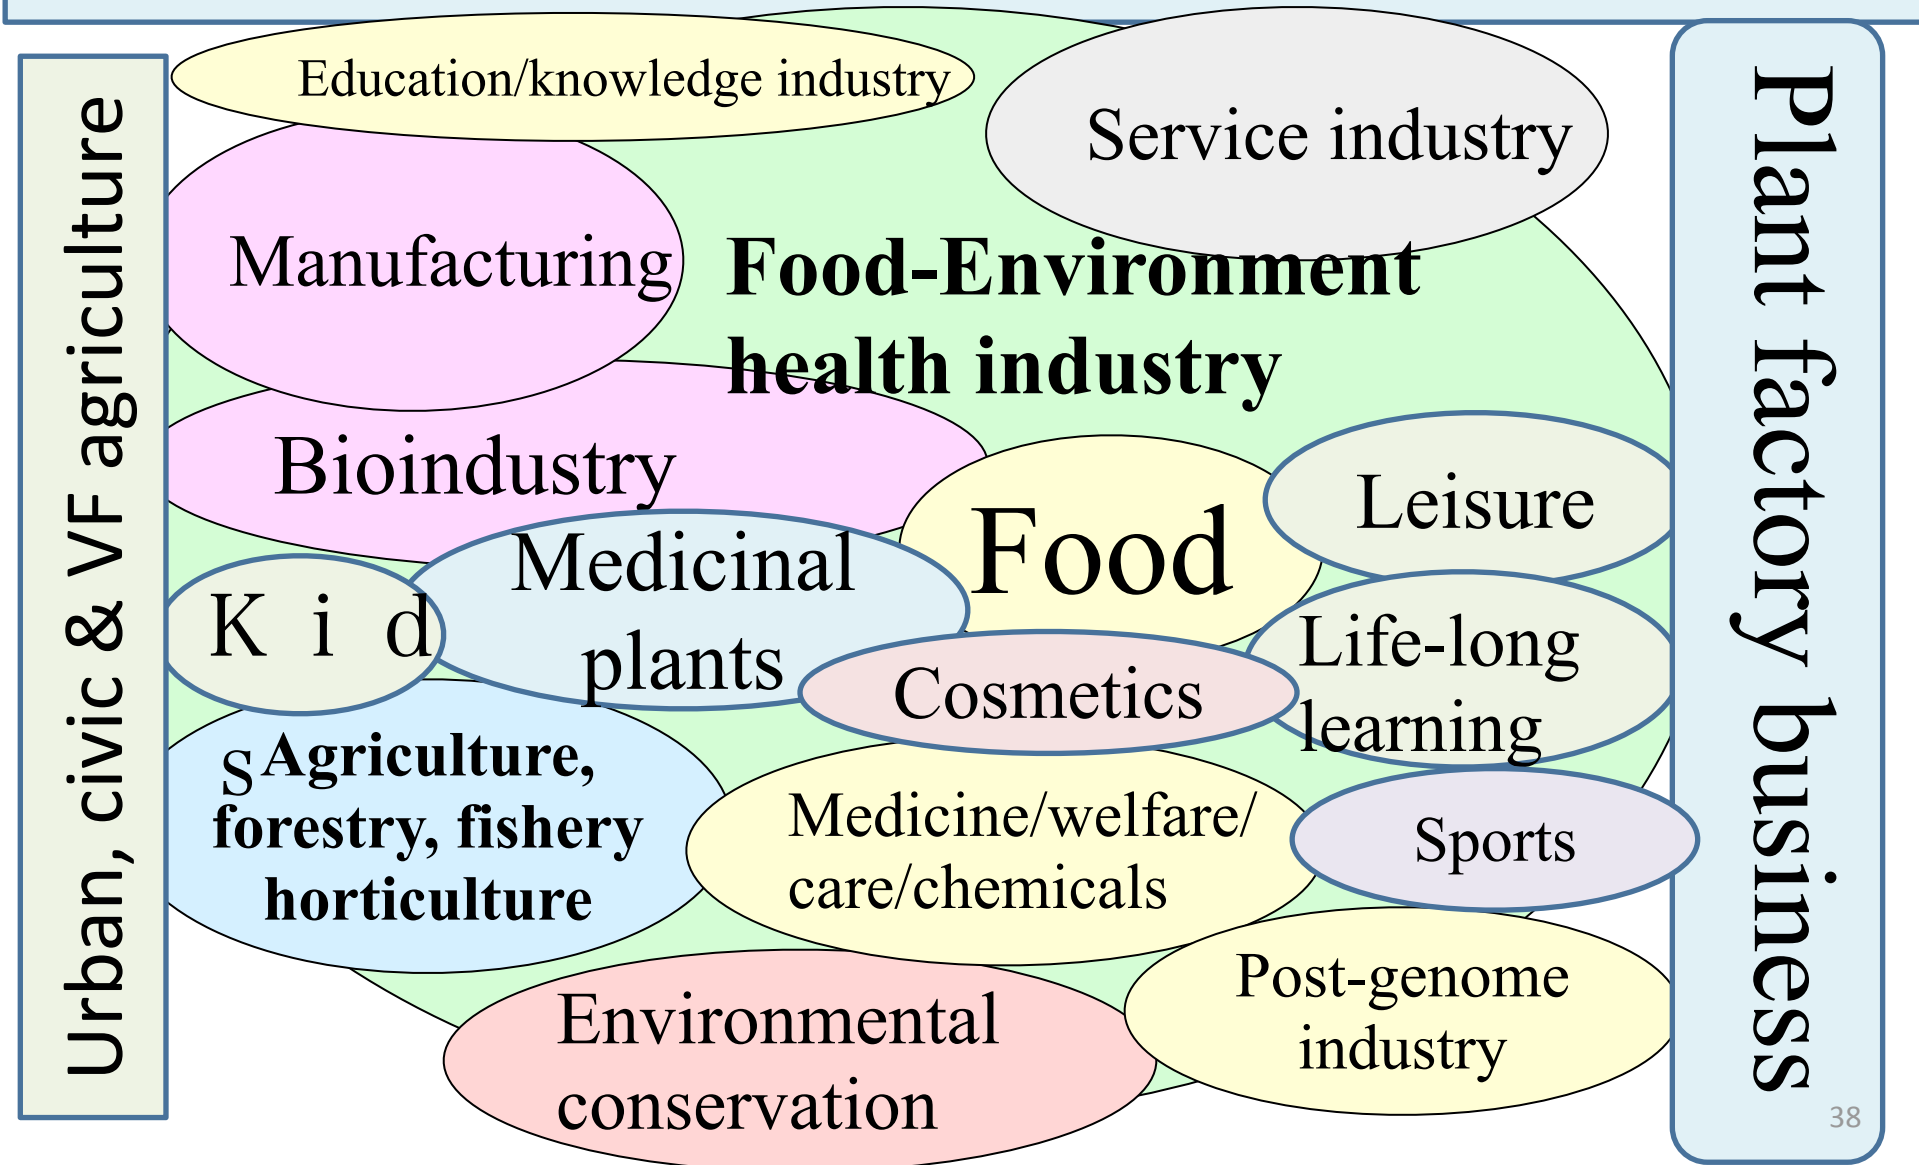 Urban, civic & VF agriculture
Education/knowledge industry
Service industry
Manufacturing
Food-Environment
health industry
Bioindustry
Food
Leisure
Medicinal
plants
K i d
s
Cosmetics
Life-long
learning
Agriculture,
forestry, fishery
horticulture
Medicine/welfare/
care/chemicals
Sports
Environmental
conservation
Post-genome
industry
Plant factory business
38